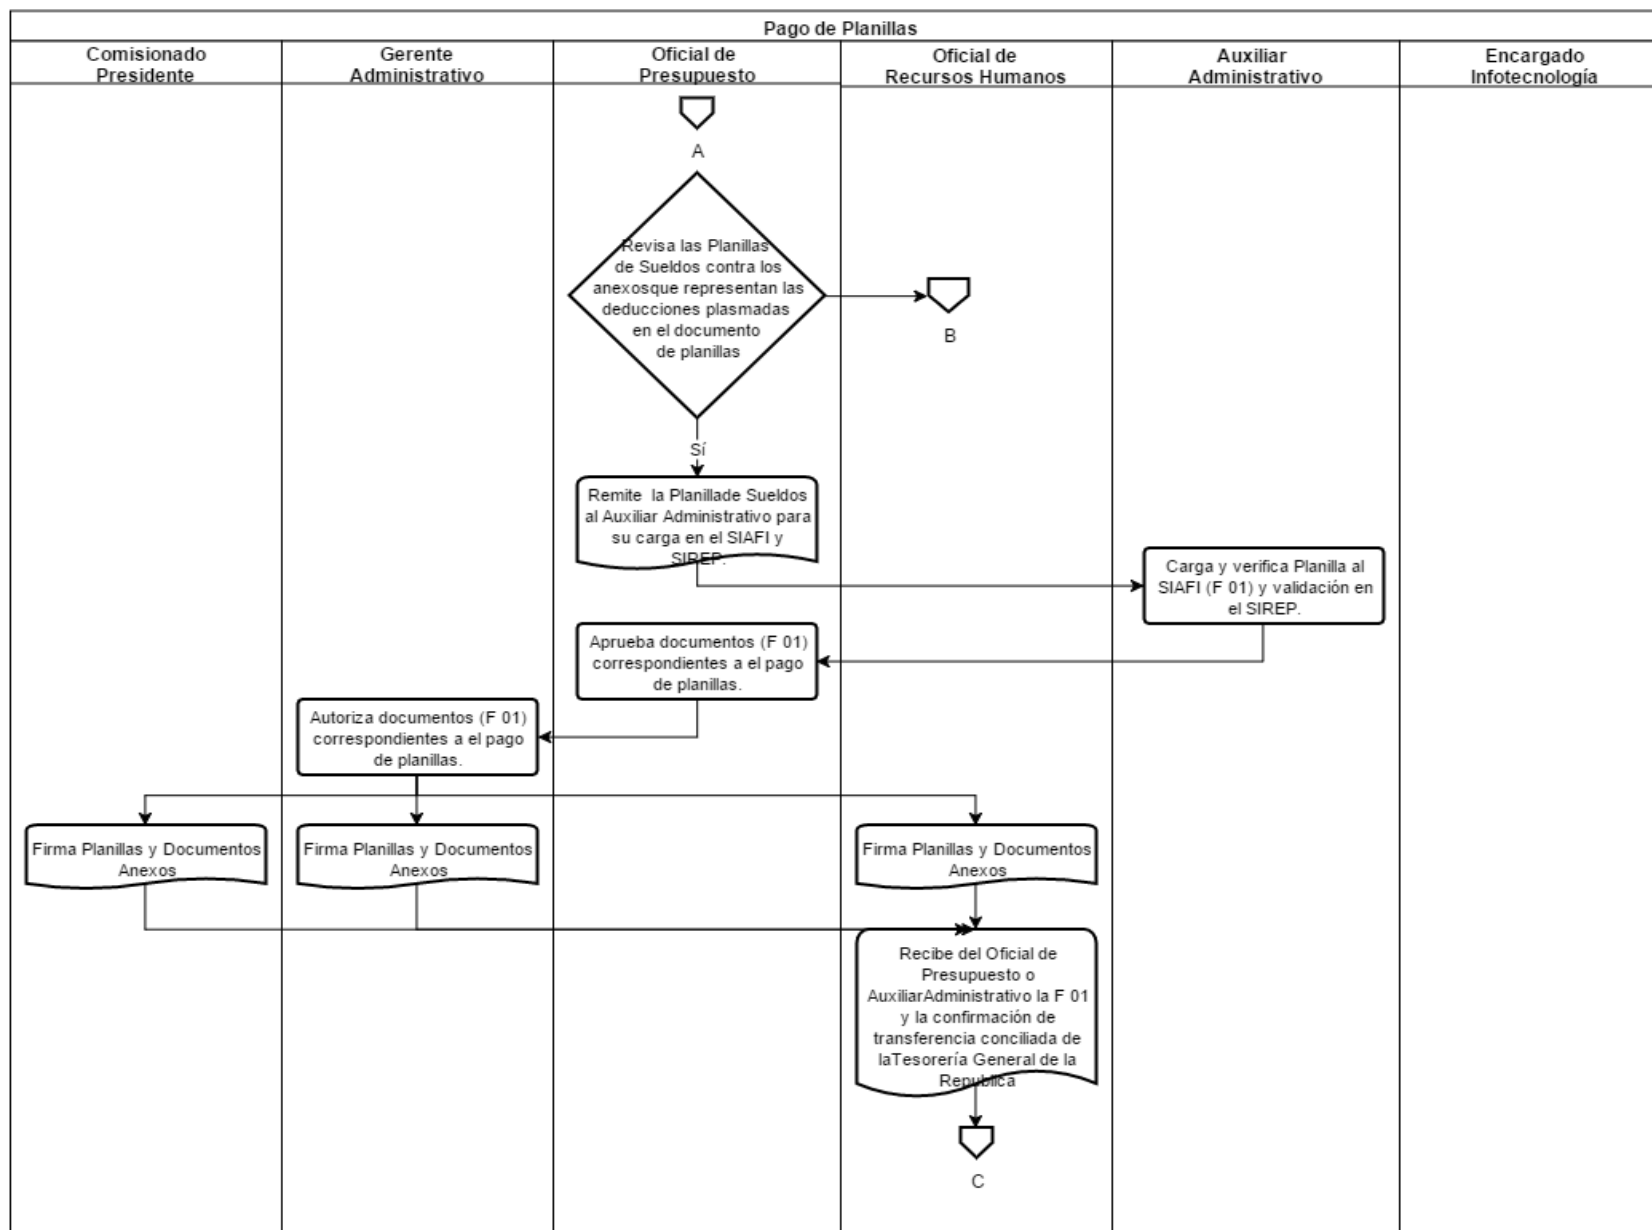 Pago de Planillas
Comisionado
Presidente
Gerente
Administrativo
Oficial de
Presupuesto
Oficial de
Recursos Humanos
Auxiliar
Administrativo
Encargado
Infotecnología
A
Revisa las Planillas
de Sueldos contra los
anexosque representan las
deducciones plasmadas
en el documento
de planillas
B
Sí
Remite la Planillade Sueldos
al Auxiliar Administrativo para
su carga en el SIAFI y
SIREP.
Carga y verifica Planilla al
SIAFI (F 01) y validación en
el SIREP.
Aprueba documentos (F 01)
correspondientes a el pago
de planillas.
Autoriza documentos (F 01)
correspondientes a el pago
de planillas.
Firma Planillas y Documentos
Anexos
Firma Planillas y Documentos
Anexos
Firma Planillas y Documentos
Anexos
Recibe del Oficial de
Presupuesto o
AuxiliarAdministrativo la F 01
y la confirmación de
transferencia conciliada de
laTesorería General de la
Republica
C